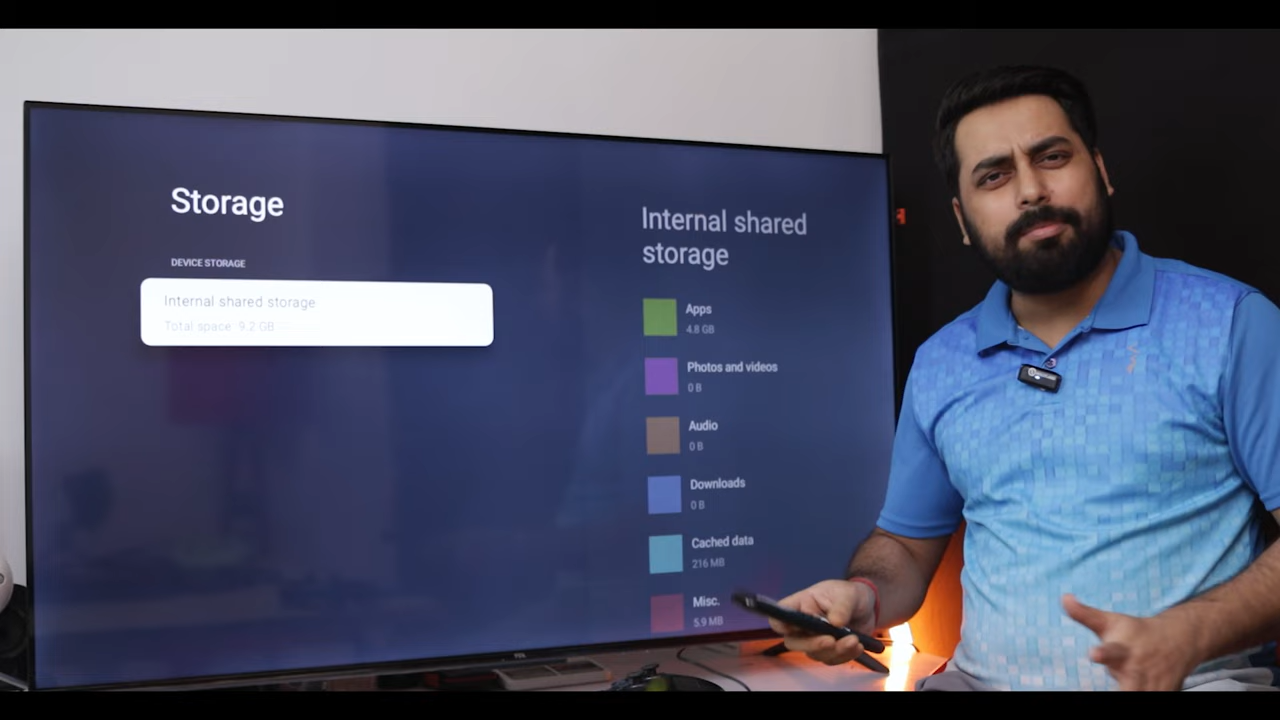 Storage
DEVICE STORAGE
Internal shared storage
Total space: 9.2 GB
Internal shared
storage
Apps
4.8 GB
Photos and videos
0 B
Audio
0 B
Downloads
0 B
Cached data
216 MB
Misc.
5.9 MB
TCL